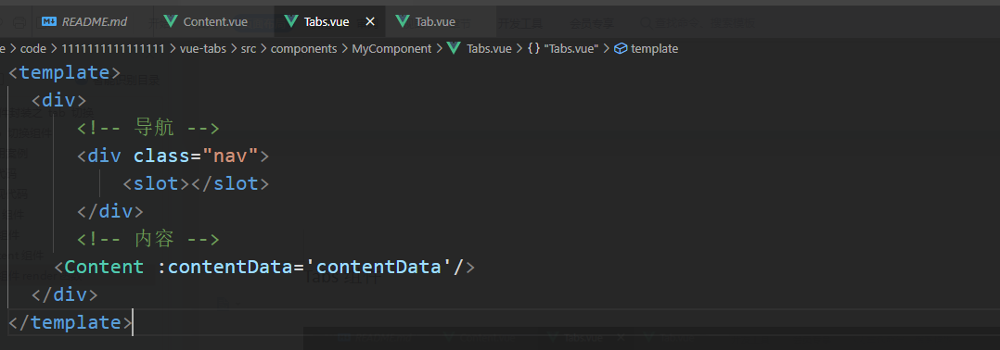 README.md Content.vue Tabs.vue Tab.vue
e > code > 1111111111111111 > vue-tabs > src > components > MyComponent > Tabs.vue > {} "Tabs.vue" > template
<template>
<div>
<!-- 导航 -->
<div class="nav">
<slot></slot>
</div>
<!-- 内容 -->
<Content :contentData='contentData'/>
</div>
</template>